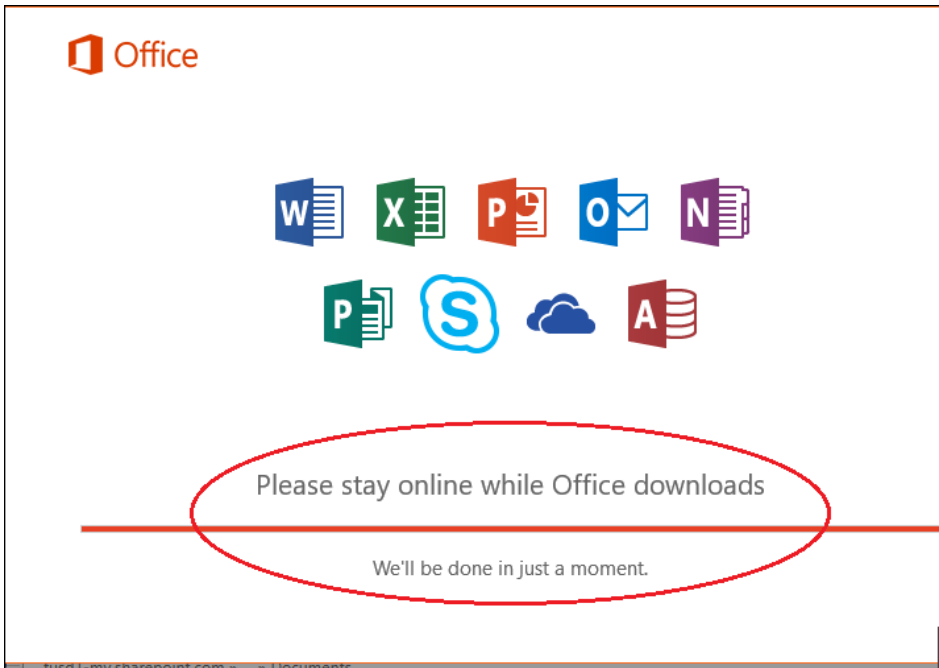 Office
W
X
P
O
N
P
S
A
Please stay online while Office downloads
We'll be done in just a moment.